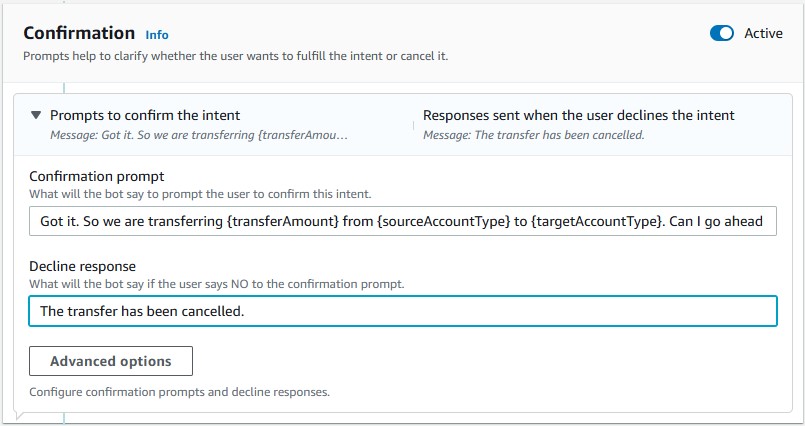 Confirmation Info
Active
Prompts help to clarify whether the user wants to fulfill the intent or cancel it.
Prompts to confirm the intent
Message: Got it. So we are transferring {transferAmou…
Responses sent when the user declines the intent
Message: The transfer has been cancelled.
Confirmation prompt
What will the bot say to prompt the user to confirm this intent.
Got it. So we are transferring {transferAmount} from {sourceAccountType} to {targetAccountType}. Can I go ahead
Decline response
What will the bot say if the user says NO to the confirmation prompt.
The transfer has been cancelled.
Advanced options
Configure confirmation prompts and decline responses.